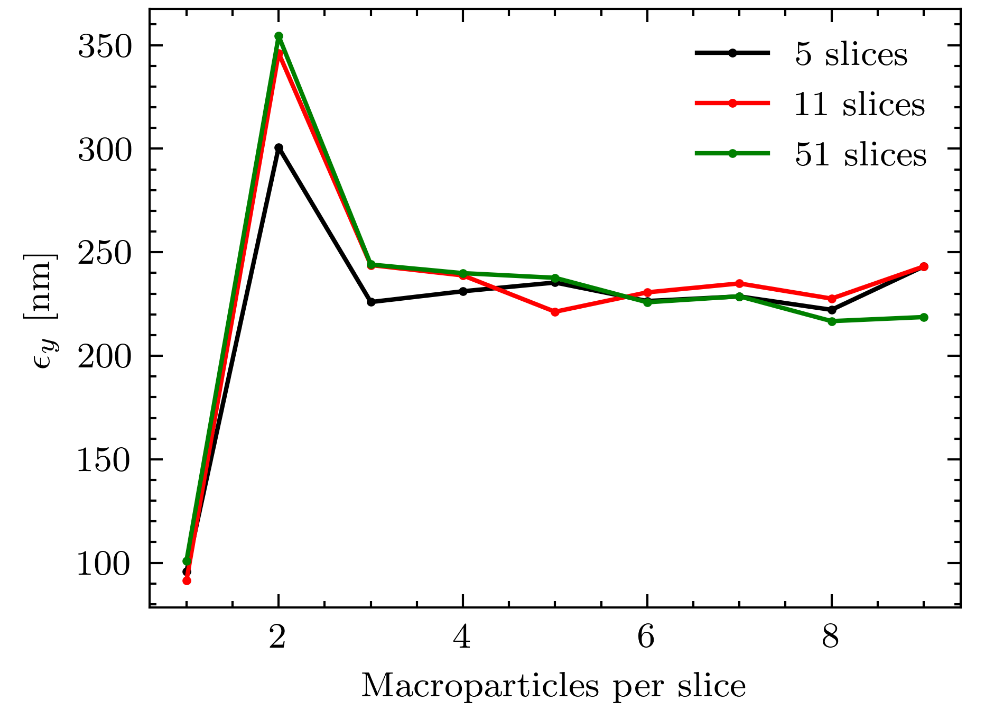 350
300
250
200
150
100
ϵy [nm]
5 slices
11 slices
51 slices
2 4 6 8
Macroparticles per slice